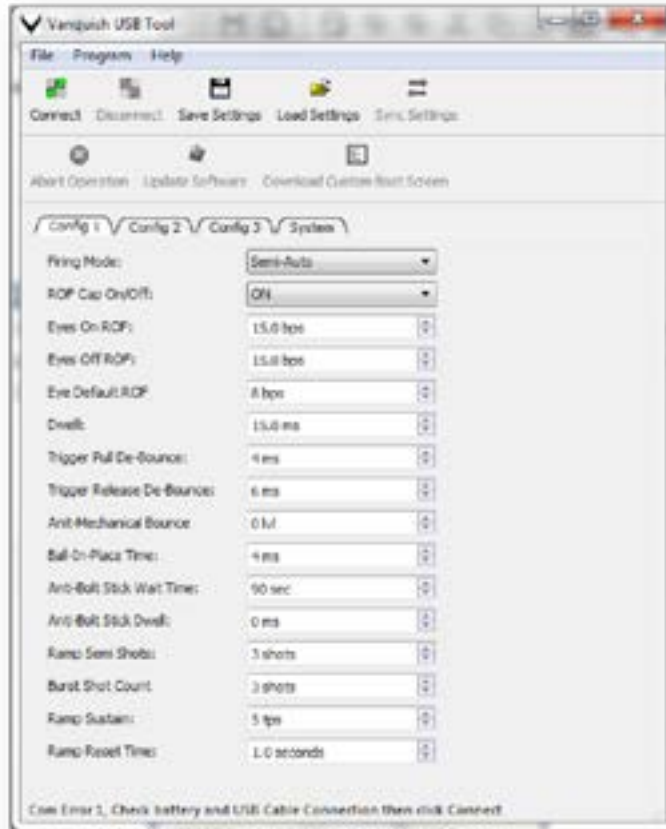 Vanquish USB Tool
File Program Help
Connect Disconnect Save Settings Load Settings Sync Settings
Abort Operation Update Software Download Custom Boot Screen
Config 1 Config 2 Config 3 System
Firing Mode: Semi-Auto
ROF Cap On/Off: ON
Eyes On ROF: 15.0 bps
Eyes Off ROF: 15.0 bps
Eye Default ROF 8 bps
Dwell: 15.0 ms
Trigger Pull De-Bounce: 4 ms
Trigger Release De-Bounce: 6 ms
Anit-Mechanical Bounce 0 lvl
Ball-In-Place Time: 4 ms
Anti-Bolt Stick Wait Time: 90 sec
Anti-Bolt Stick Dwell: 0 ms
Ramp Semi Shots: 3 shots
Burst Shot Count 3 shots
Ramp Sustain: 5 tps
Ramp Reset Time: 1.0 seconds
Com Error 1, Check battery and USB Cable Connection then click Connect